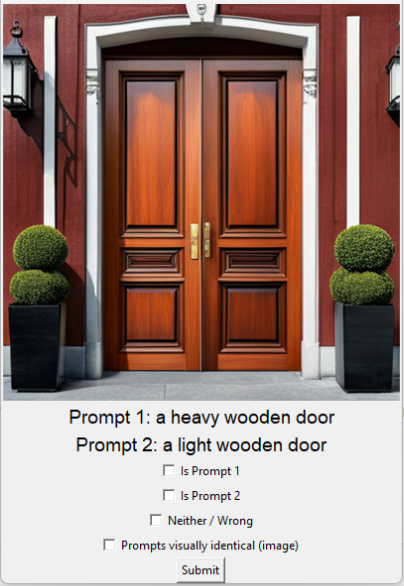 Prompt 1: a heavy wooden door
Prompt 2: a light wooden door
Is Prompt 1
Is Prompt 2
Neither / Wrong
Prompts visually identical (image)
Submit